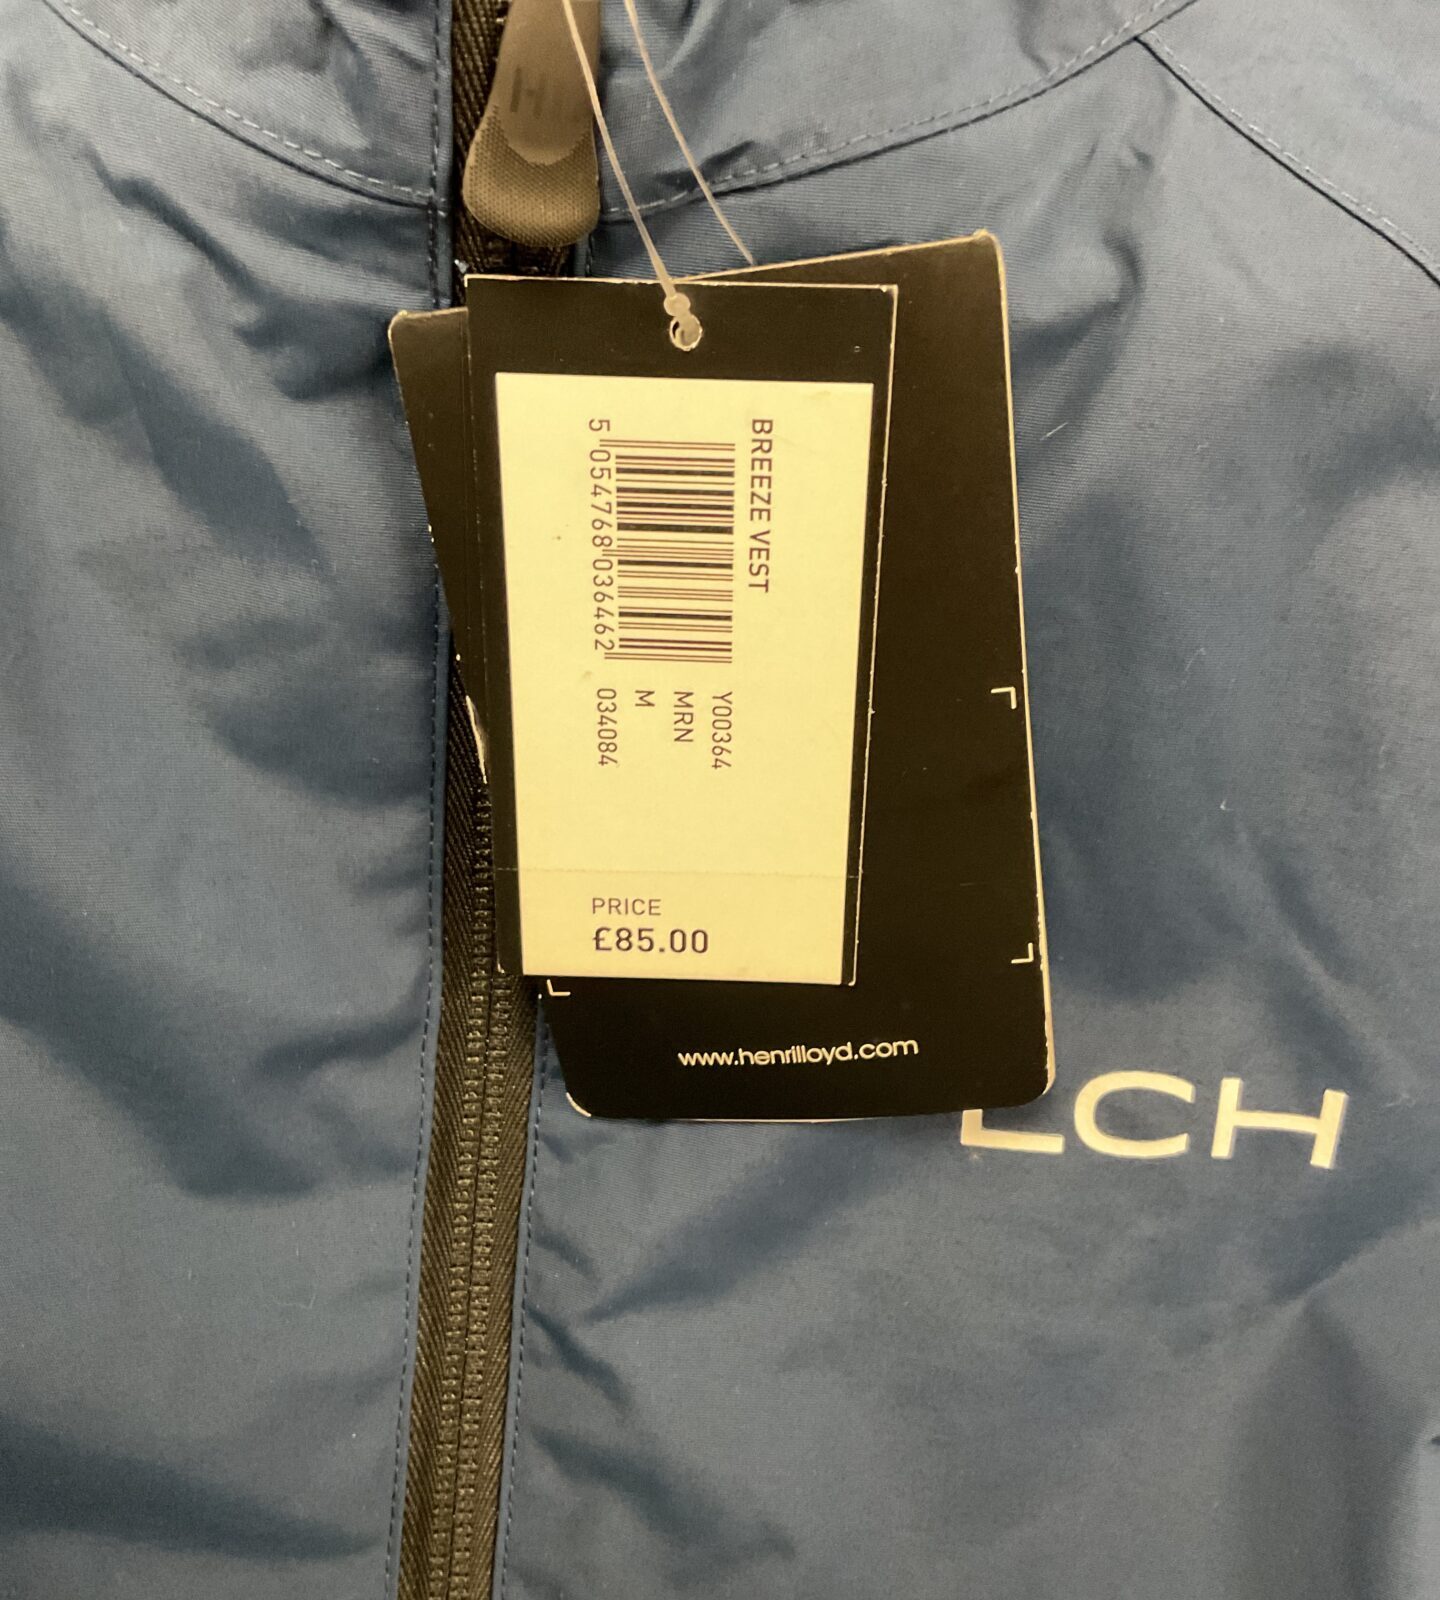 H
BREEZE VEST
5 054768 036462
Y00364
MRN
M
034084
PRICE
£85.00
www.henrilloyd.com
LCH